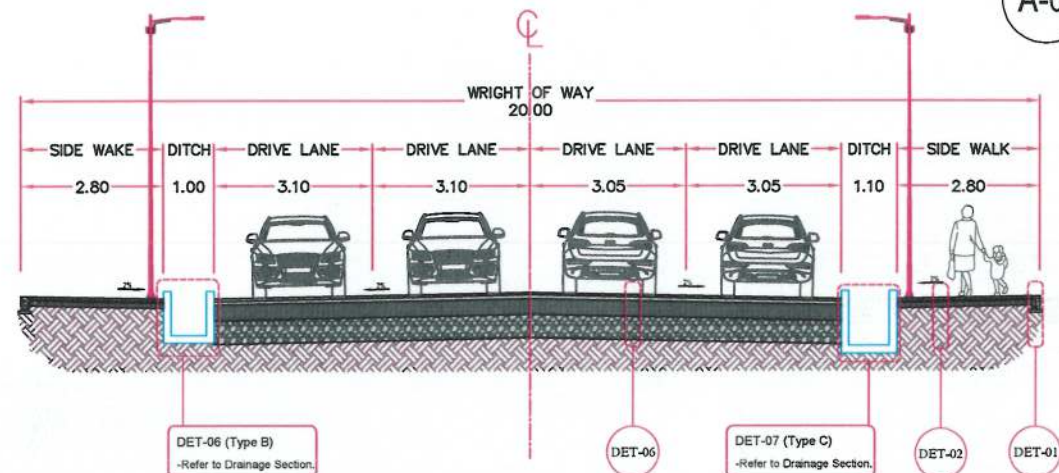 A-0
CL
WRIGHT OF WAY
20.00
SIDE WAKE DITCH DRIVE LANE DRIVE LANE DRIVE LANE DRIVE LANE DITCH SIDE WALK
2.80 1.00 3.10 3.10 3.05 3.05 1.10 2.80
DET-06 (Type B)
-Refer to Drainage Section.
DET-06
DET-07 (Type C)
-Refer to Drainage Section.
DET-02
DET-01